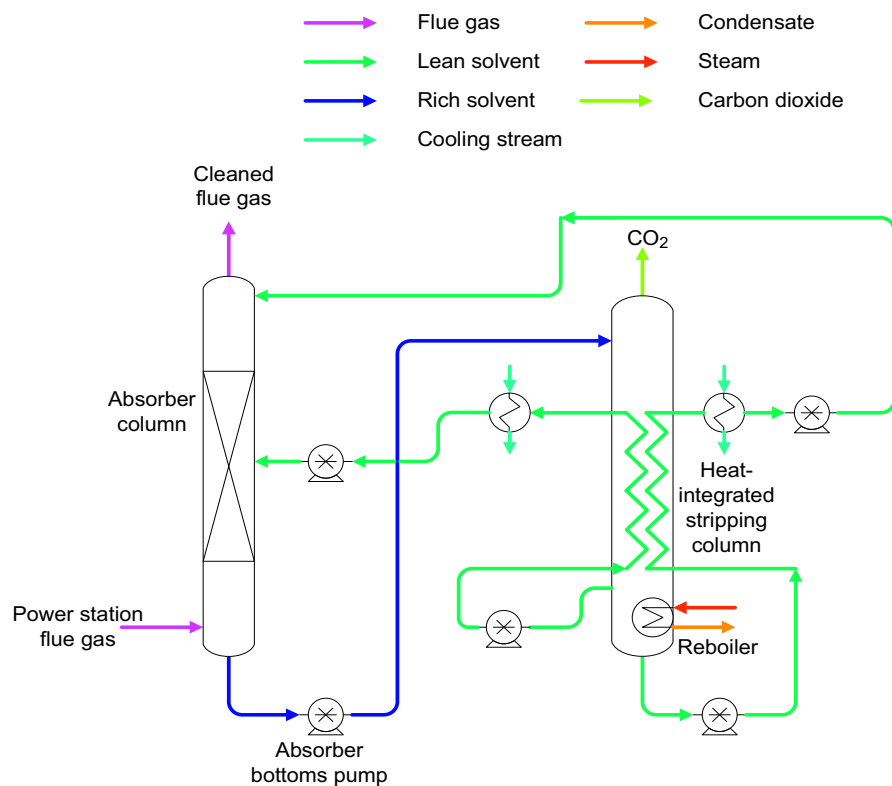 Flue gas
Condensate
Lean solvent
Steam
Rich solvent
Carbon dioxide
Cooling stream
Cleaned
flue gas
CO₂
Absorber
column
Heat-
integrated
stripping
column
Power station
flue gas
Reboiler
Absorber
bottoms pump